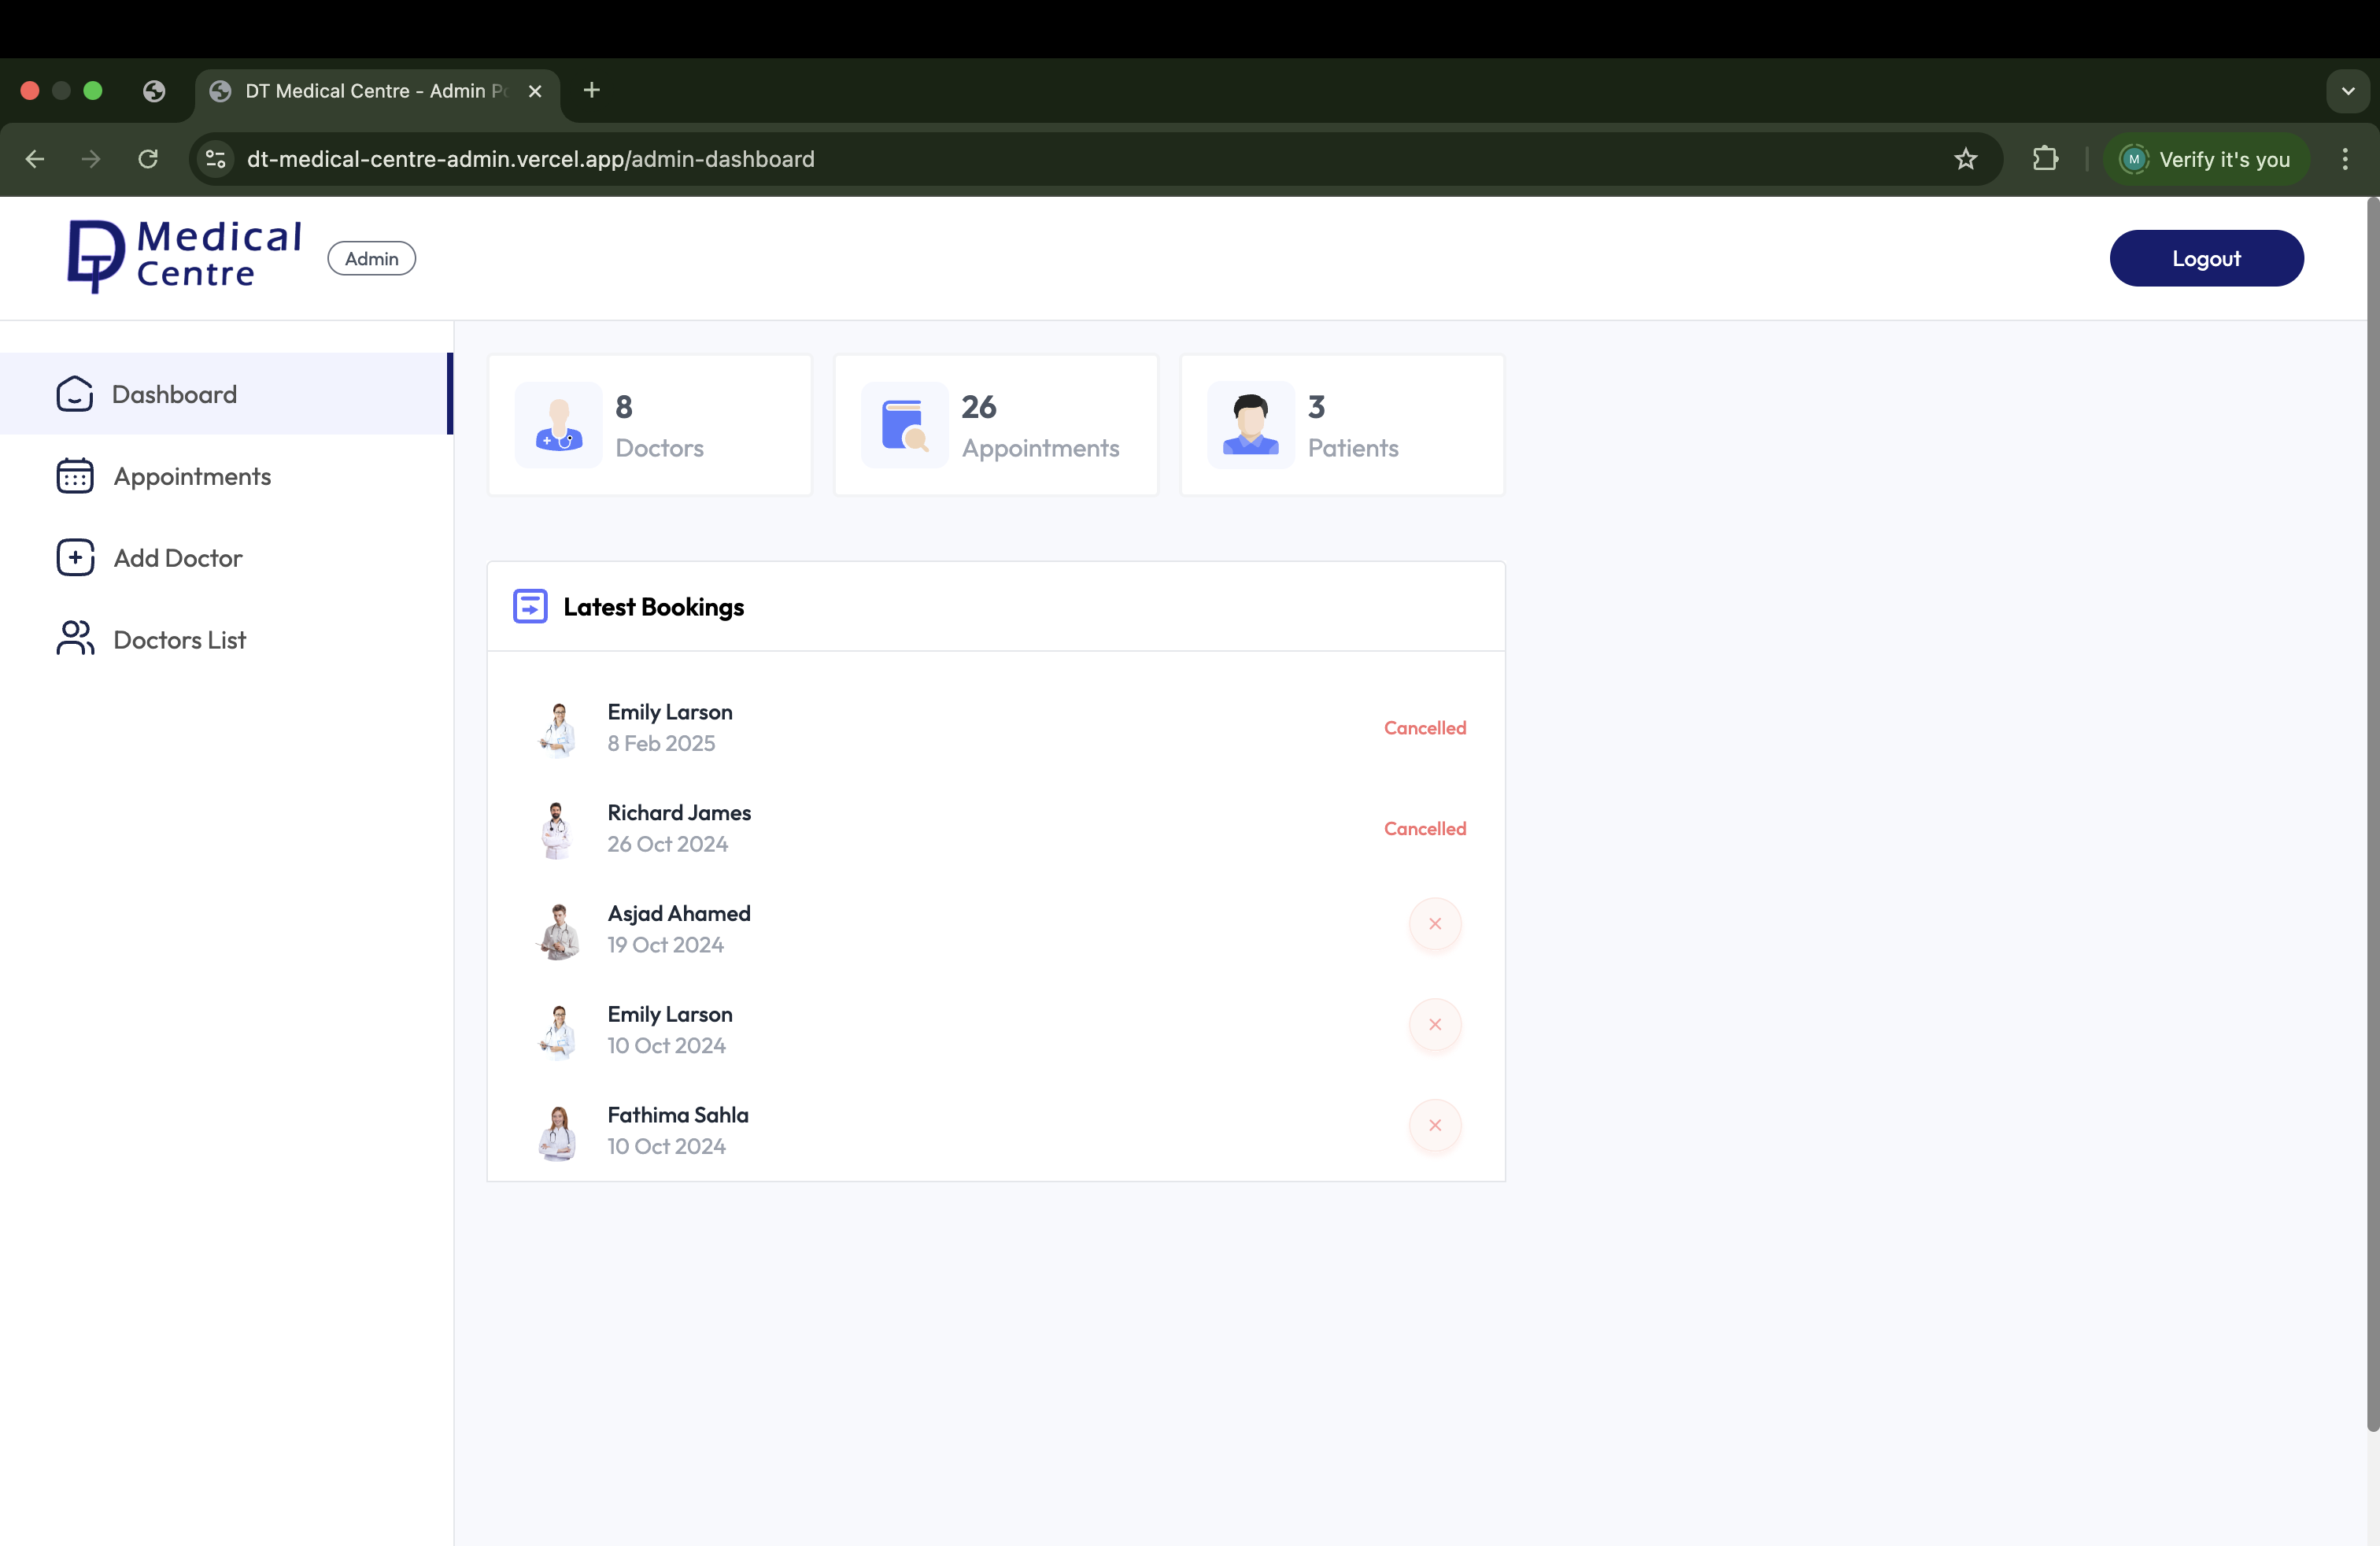 DT Medical Centre - Admin
dt-medical-centre-admin.vercel.app/admin-dashboard
M
Verify it's you
DT Medical
Centre
Admin
Logout
Dashboard
Appointments
Add Doctor
Doctors List
8
Doctors
26
Appointments
3
Patients
Latest Bookings
Emily Larson
8 Feb 2025
Cancelled
Richard James
26 Oct 2024
Cancelled
Asjad Ahamed
19 Oct 2024
Emily Larson
10 Oct 2024
Fathima Sahla
10 Oct 2024